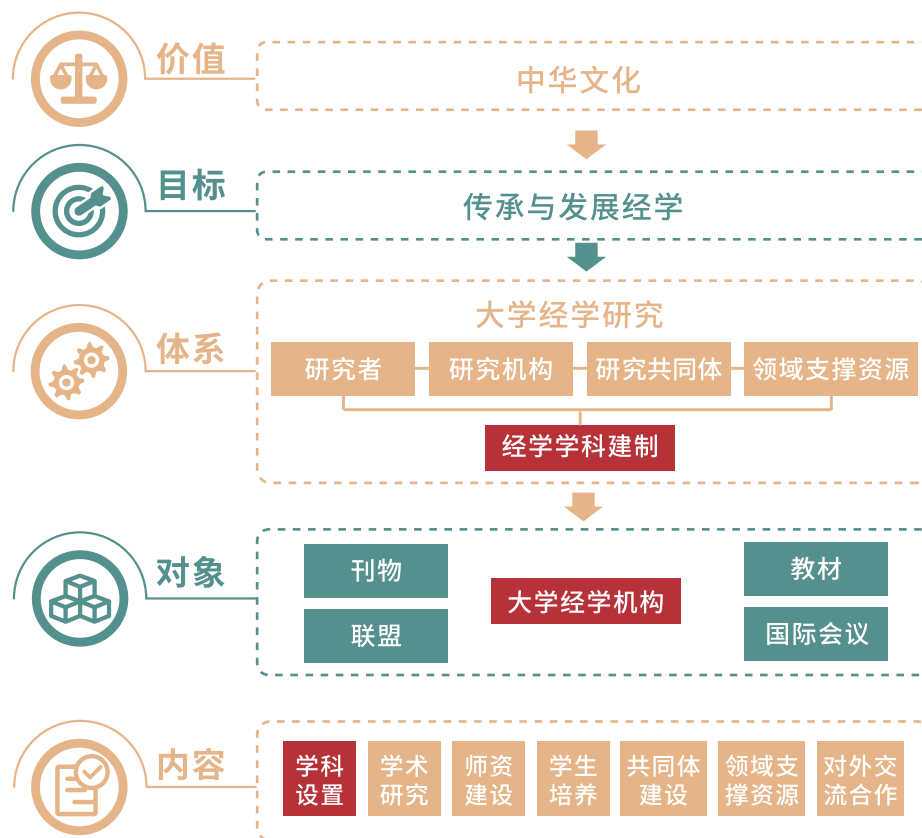 价值
中华文化
目标
传承与发展经学
体系
大学经学研究
研究者
研究机构
研究共同体
领域支撑资源
经学学科建制
对象
刊物
联盟
大学经学机构
教材
国际会议
内容
学科
设置
学术
研究
师资
建设
学生
培养
共同体
建设
领域支
撑资源
对外交
流合作